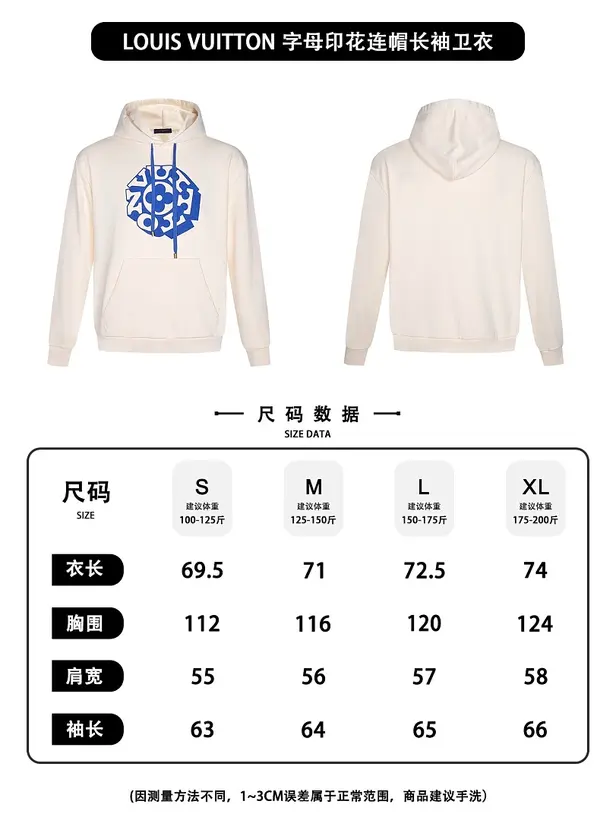 LOUIS VUITTON 字母印花连帽长袖卫衣
尺码数据
SIZE DATA
尺码 S M L XL
SIZE 建议体重 建议体重 建议体重 建议体重
100-125斤 125-150斤 150-175斤 175-200斤
衣长 69.5 71 72.5 74
胸围 112 116 120 124
肩宽 55 56 57 58
袖长 63 64 65 66
(因测量方法不同，1~3CM误差属于正常范围，商品建议手洗)